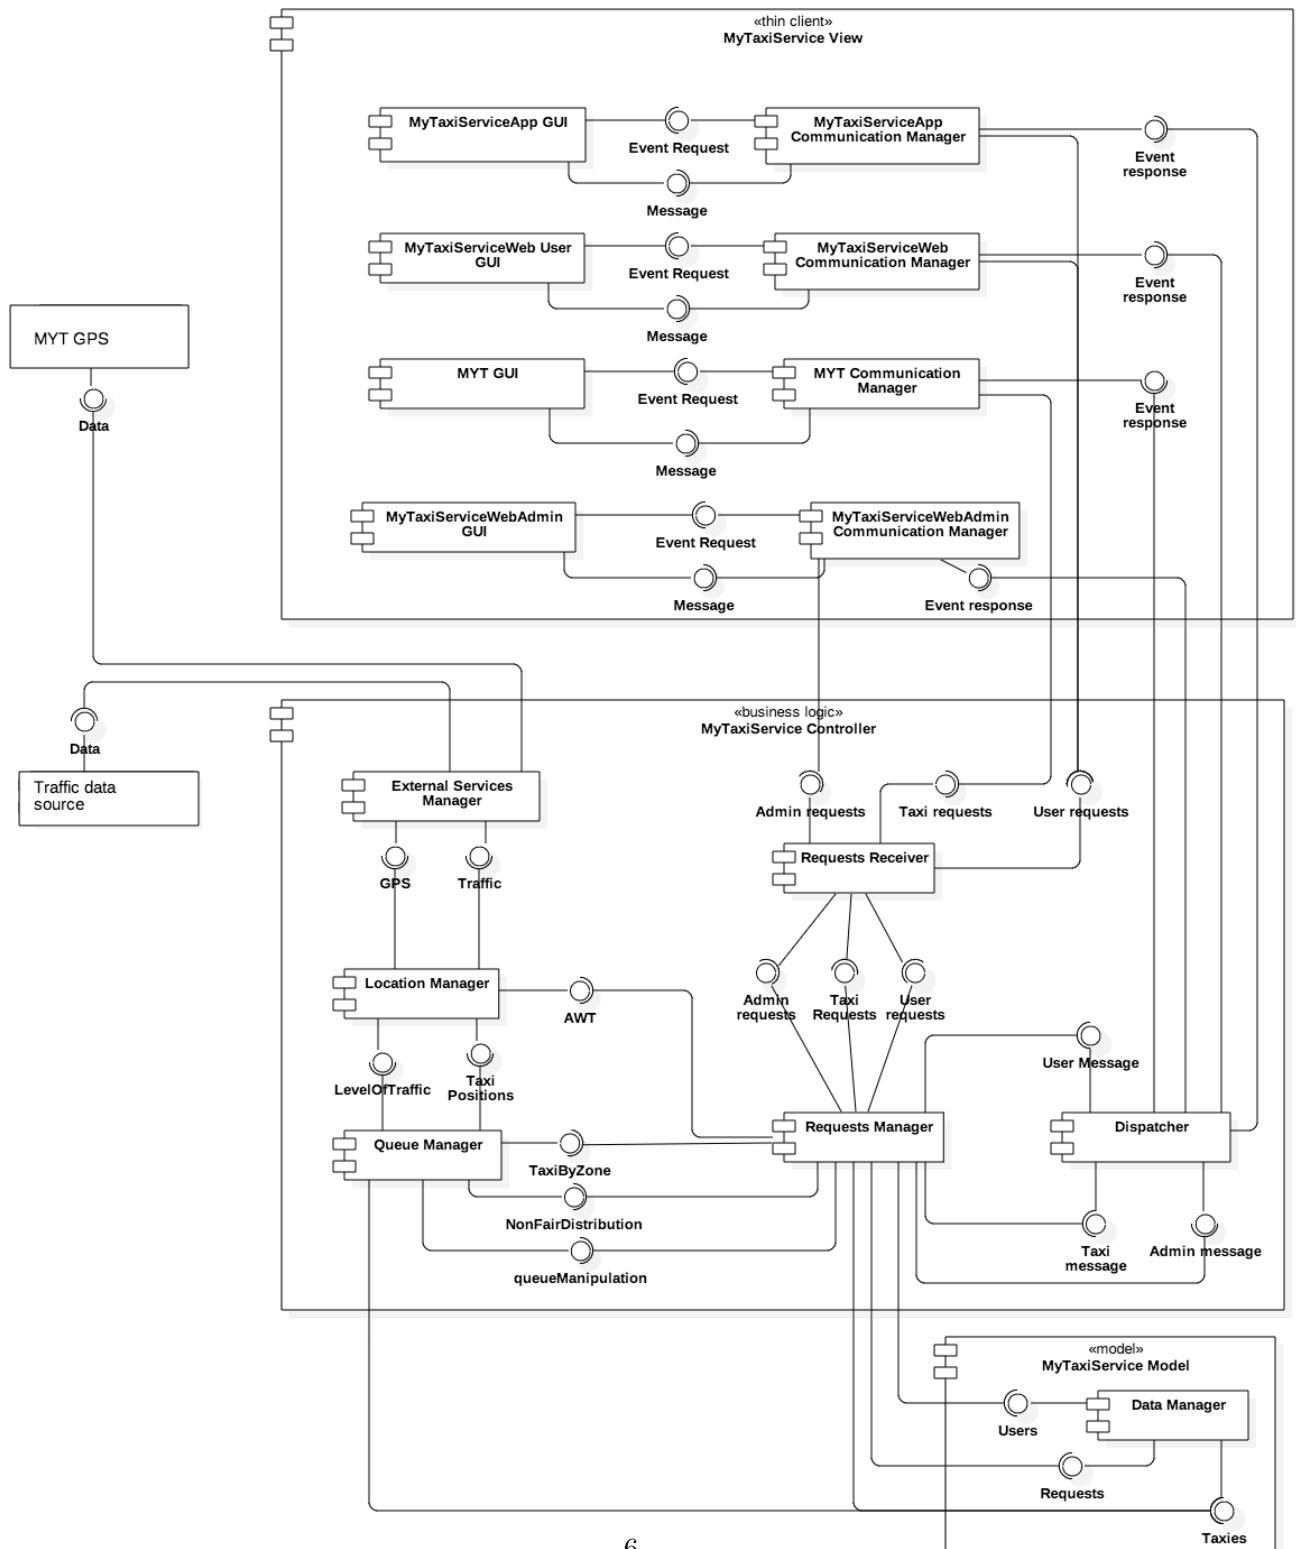 «thin client»
MyTaxiService View
MyTaxiServiceApp GUI
Event Request
MyTaxiServiceApp
Communication Manager
Event
response
Message
MyTaxiServiceWeb User
GUI
Event Request
MyTaxiServiceWeb
Communication Manager
Event
response
Message
MYT GPS
Data
MYT GUI
Event Request
MYT Communication
Manager
Event
response
Message
MyTaxiServiceWebAdmin
GUI
Event Request
MyTaxiServiceWebAdmin
Communication Manager
Message
Event response
«business logic»
MyTaxiService Controller
Data
Traffic data
source
External Services
Manager
Admin requests
Taxi requests
User requests
GPS
Traffic
Requests Receiver
Location Manager
AWT
Admin
requests
Taxi
Requests
User
requests
LevelOfTraffic
Taxi
Positions
User Message
Queue Manager
TaxiByZone
Requests Manager
Dispatcher
NonFairDistribution
queueManipulation
Taxi
message
Admin message
«model»
MyTaxiService Model
Data Manager
Users
Requests
Taxies
6